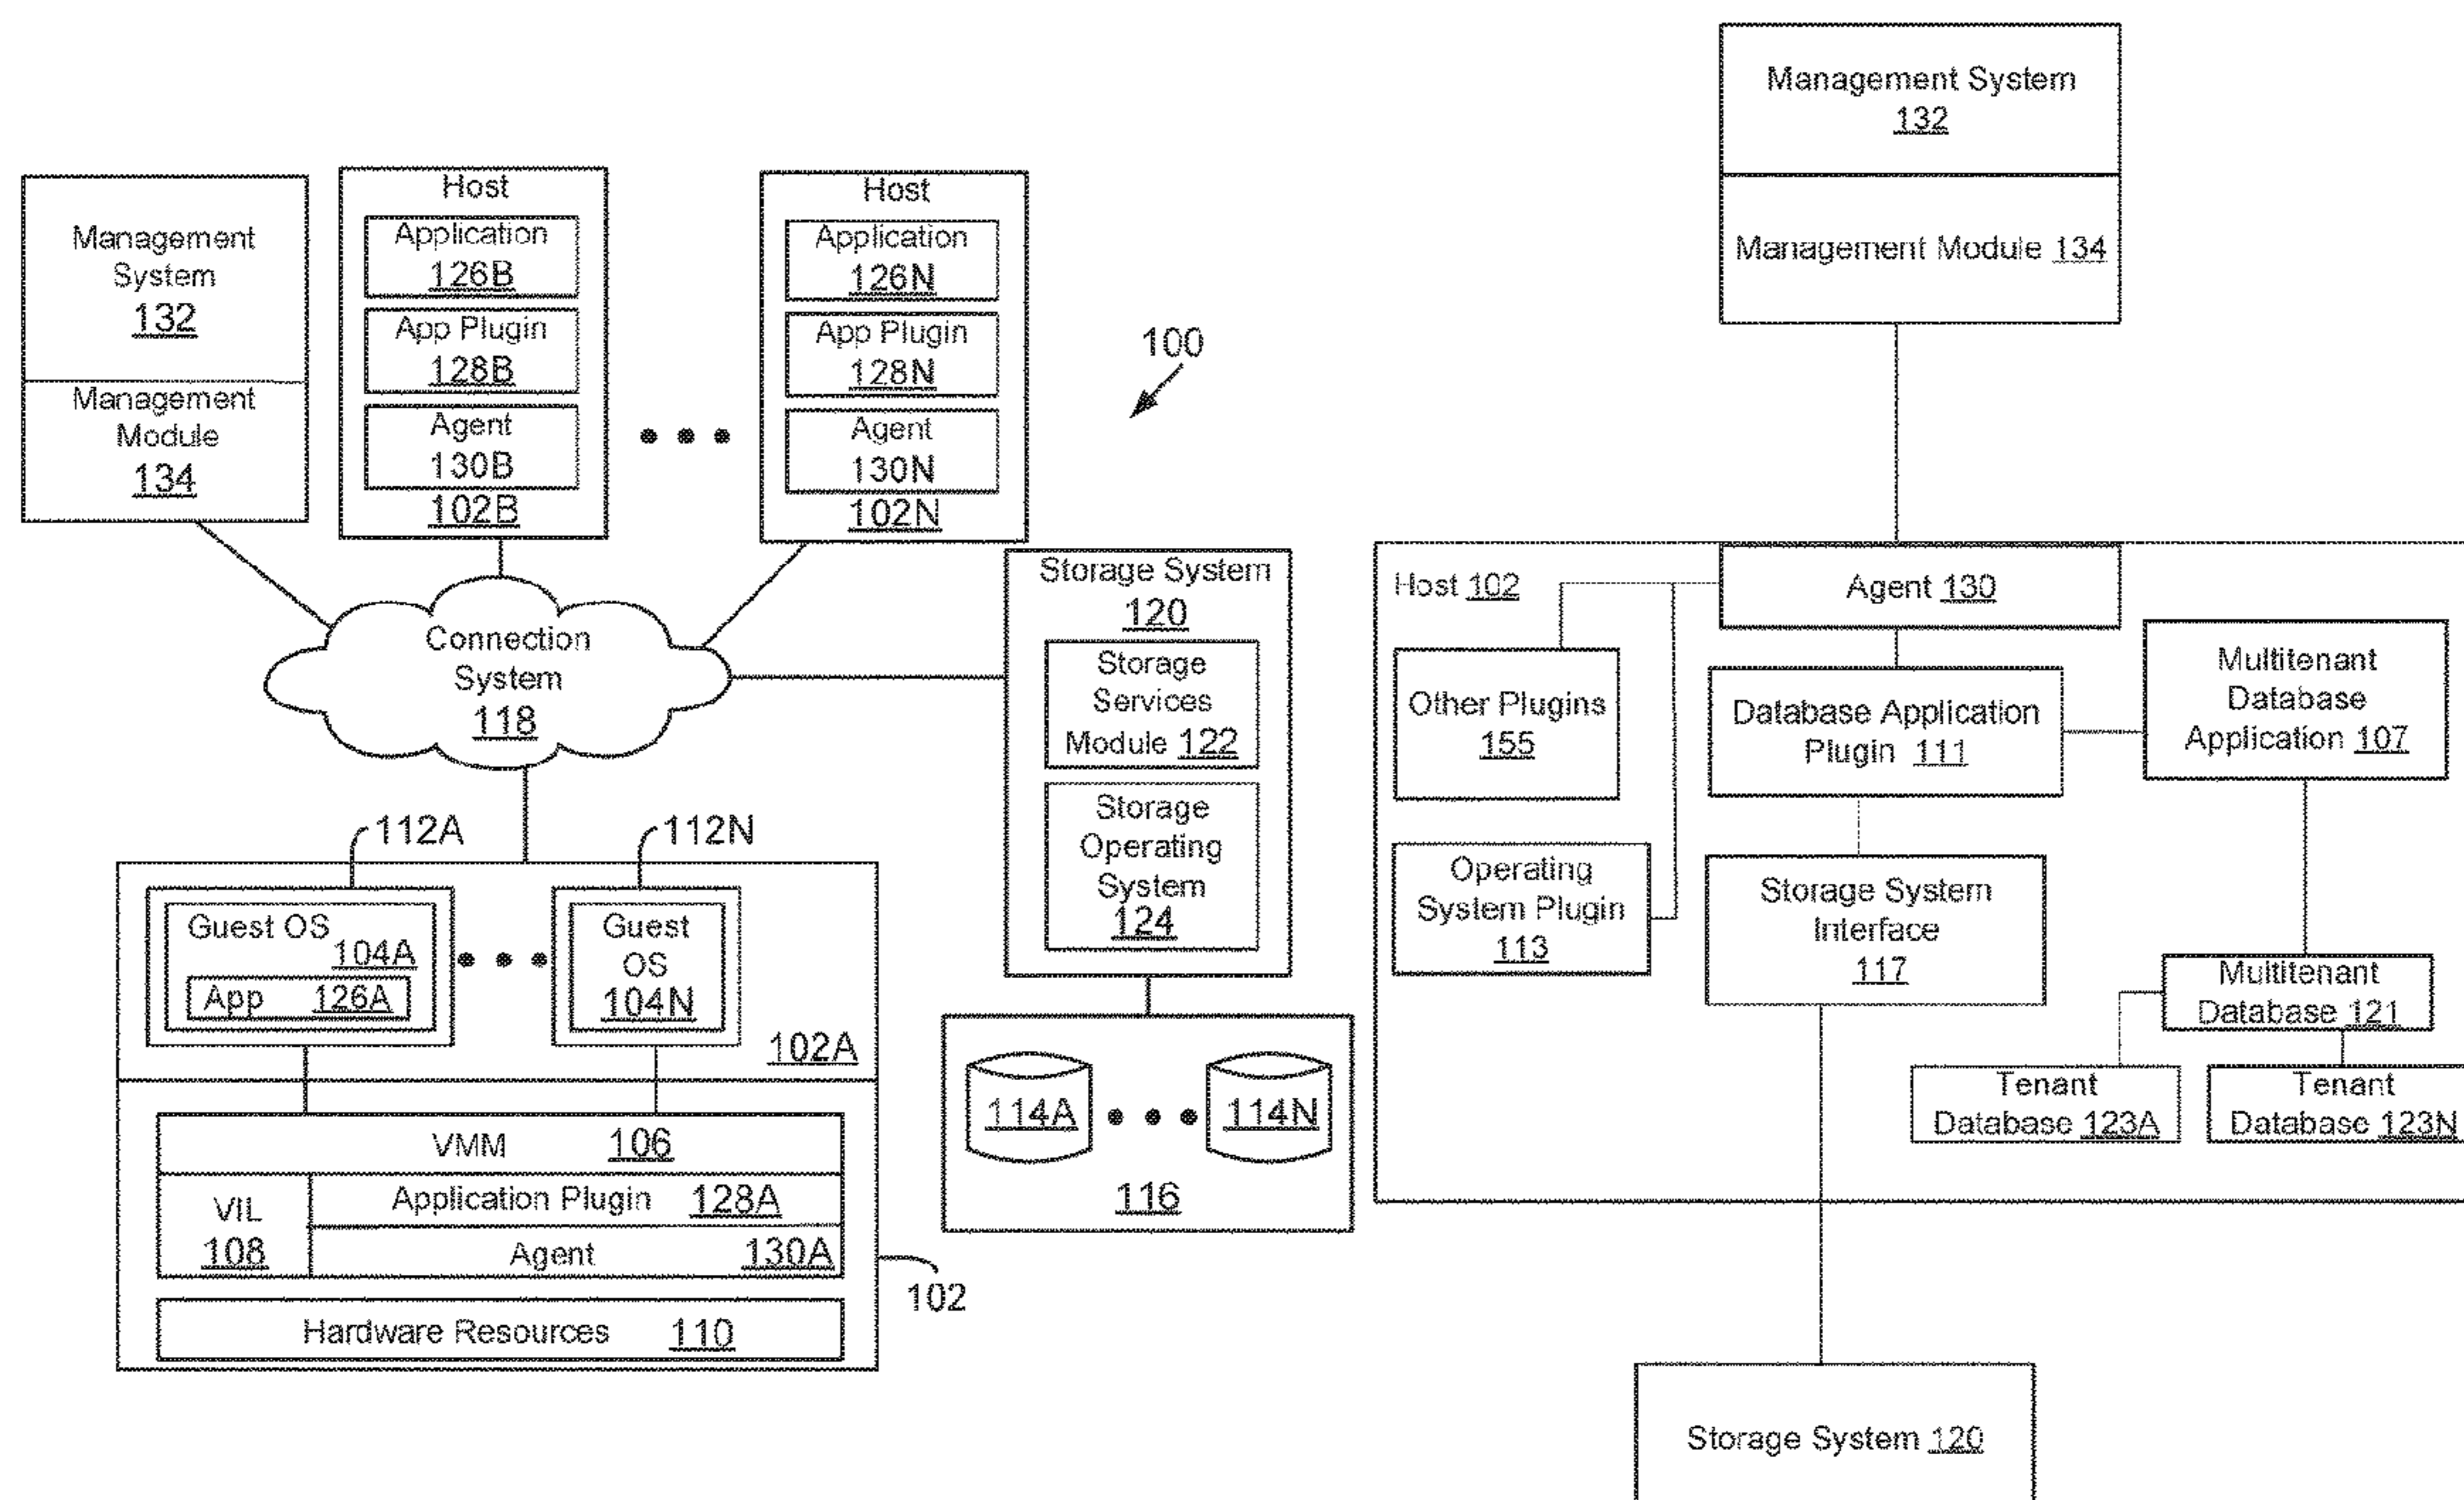 Management
System
132
Management
Module
134
Host
Application
126B
App Plugin
128B
Agent
130B
102B
Host
Application
126N
App Plugin
128N
Agent
130N
102N
100
Connection
System
118
Storage System
120
Storage
Services
Module 122
Storage
Operating
System
124
112A
112N
Guest OS
104A
App 126A
Guest
OS
104N
102A
VMM 106
VIL
108
Application Plugin 128A
Agent 130A
102
Hardware Resources 110
114A
114N
116
Management System
132
Management Module 134
Host 102
Agent 130
Other Plugins
155
Database Application
Plugin 111
Multitenant
Database
Application 107
Operating
System Plugin
113
Storage System
Interface
117
Multitenant
Database 121
Tenant
Database 123A
Tenant
Database 123N
Storage System 120